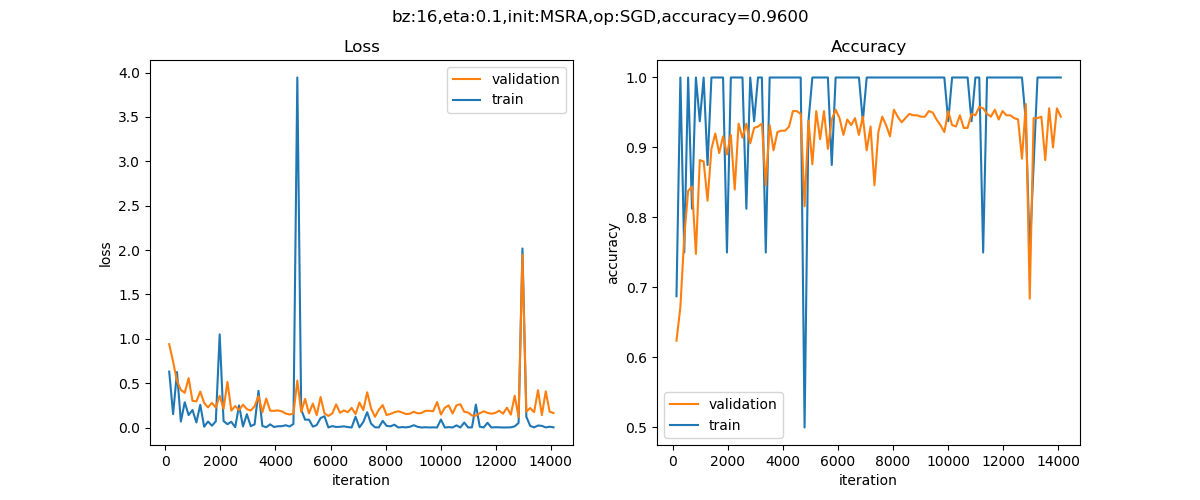 bz:16,eta:0.1,init:MSRA,op:SGD,accuracy=0.9600
Loss
4.0
3.5
3.0
2.5
2.0
1.5
1.0
0.5
0.0
loss
validation
train
0 2000 4000 6000 8000 10000 12000 14000
iteration
Accuracy
1.0
0.9
0.8
0.7
0.6
0.5
accuracy
validation
train
0 2000 4000 6000 8000 10000 12000 14000
iteration